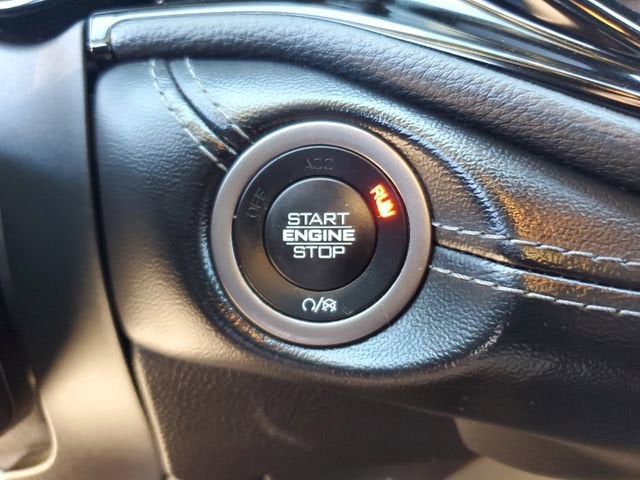 ACC
OFF
RUN
START
ENGINE
STOP